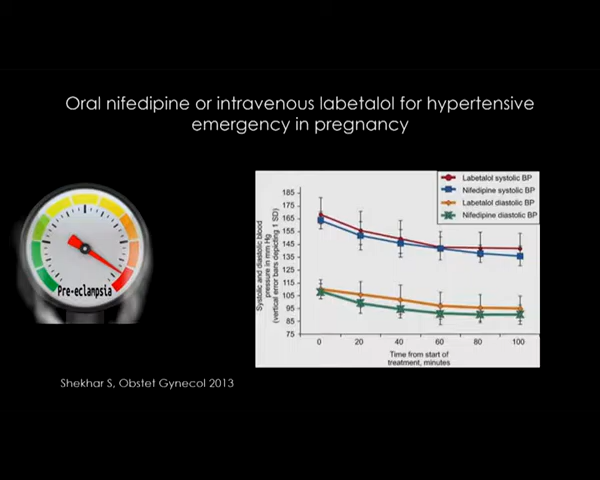 Oral nifedipine or intravenous labetalol for hypertensive
emergency in pregnancy
Pre-eclampsia
Labetalol systolic BP
Nifedipine systolic BP
Labetalol diastolic BP
Nifedipine diastolic BP
Systolic and diastolic blood
pressure in mm Hg
(vertical error bars depicting 1 SD)
185
175
165
155
145
135
125
115
105
95
85
75
0 20 40 60 80 100
Time from start of
treatment, minutes
Shekhar S, Obstet Gynecol 2013